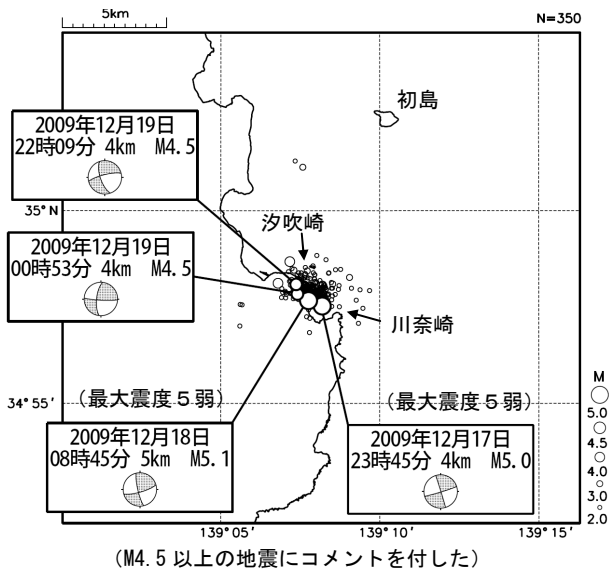 5km
N=350
初島
2009年12月19日
22時09分 4km M4.5
35°N
汐吹崎
2009年12月19日
00時53分 4km M4.5
川奈崎
34°55'
（最大震度５弱）
（最大震度５弱）
2009年12月18日
08時45分 5km M5.1
2009年12月17日
23時45分 4km M5.0
M
5.0
4.5
4.0
3.0
2.0
139°05'
139°10'
139°15'
（M4.5 以上の地震にコメントを付した）